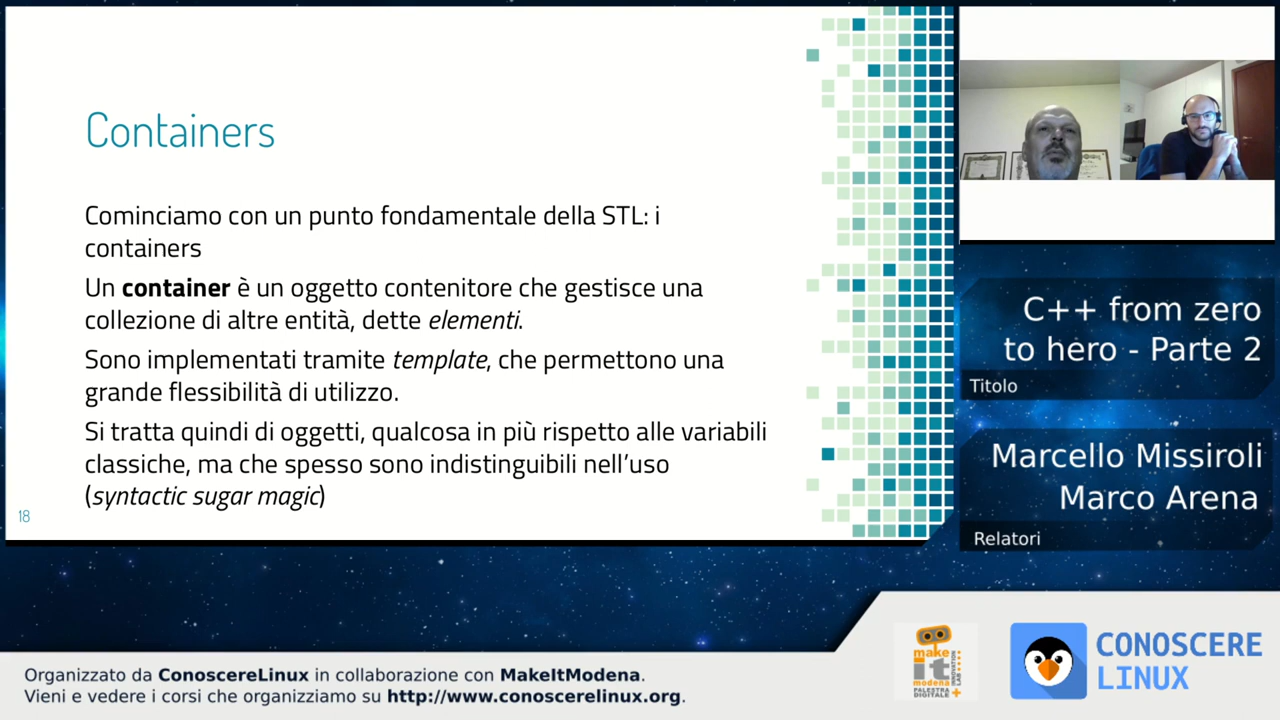 Containers
Cominciamo con un punto fondamentale della STL: i
containers
Un container è un oggetto contenitore che gestisce una
collezione di altre entità, dette elementi.
Sono implementati tramite template, che permettono una
grande flessibilità di utilizzo.
Si tratta quindi di oggetti, qualcosa in più rispetto alle variabili
classiche, ma che spesso sono indistinguibili nell’uso
(syntactic sugar magic)
18
C++ from zero
to hero - Parte 2
Titolo
Marcello Missiroli
Marco Arena
Relatori
make
it
modena
PALESTRA
DIGITALE
INNOVATION
LAB
CONOSCERE
LINUX
Organizzato da ConoscereLinux in collaborazione con MakeItModena.
Vieni e vedere i corsi che organizziamo su http://www.conoscerelinux.org.